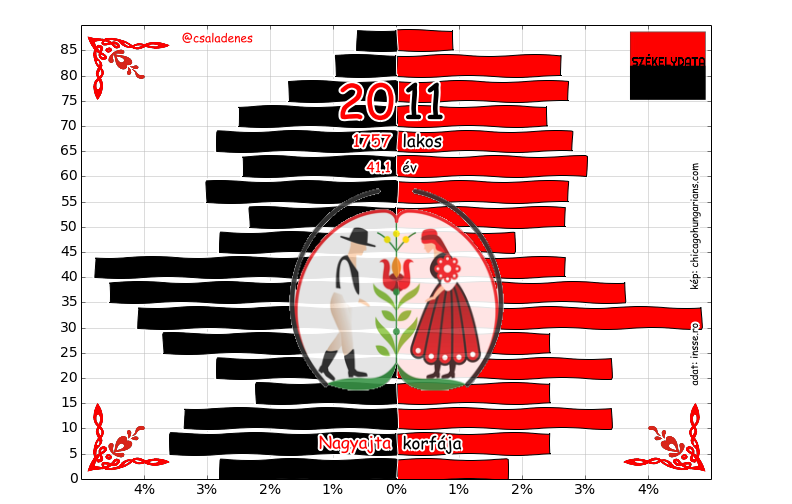 @csaladenes
SZÉKELYDATA
2011
1757 lakos
41,1 év
kép: chicagohungarians.com
adat: insse.ro
Nagyajta korfája
85
80
75
70
65
60
55
50
45
40
35
30
25
20
15
10
5
0
4% 3% 2% 1% 0% 1% 2% 3% 4%